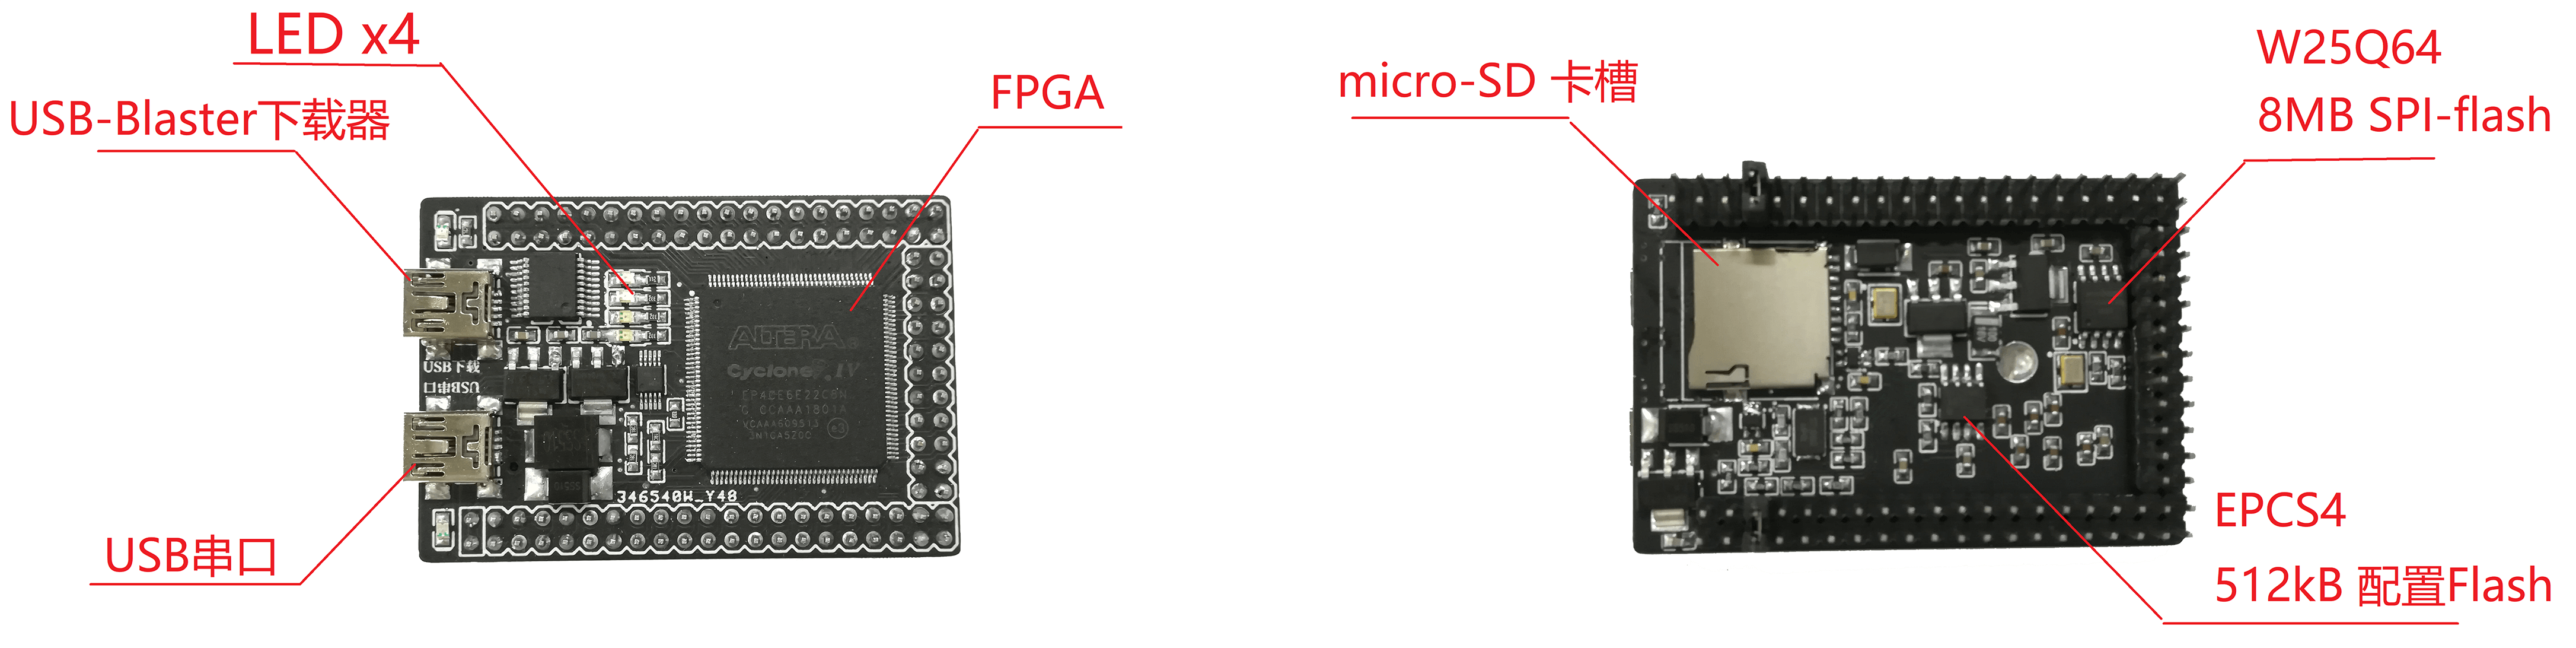 LED x4
USB-Blaster下载器
FPGA
USB串口
micro-SD 卡槽
W25Q64
8MB SPI-flash
EPCS4
512kB 配置Flash
USB下载
USB串口
ALTERA
Cyclone IV
346540W_Y48